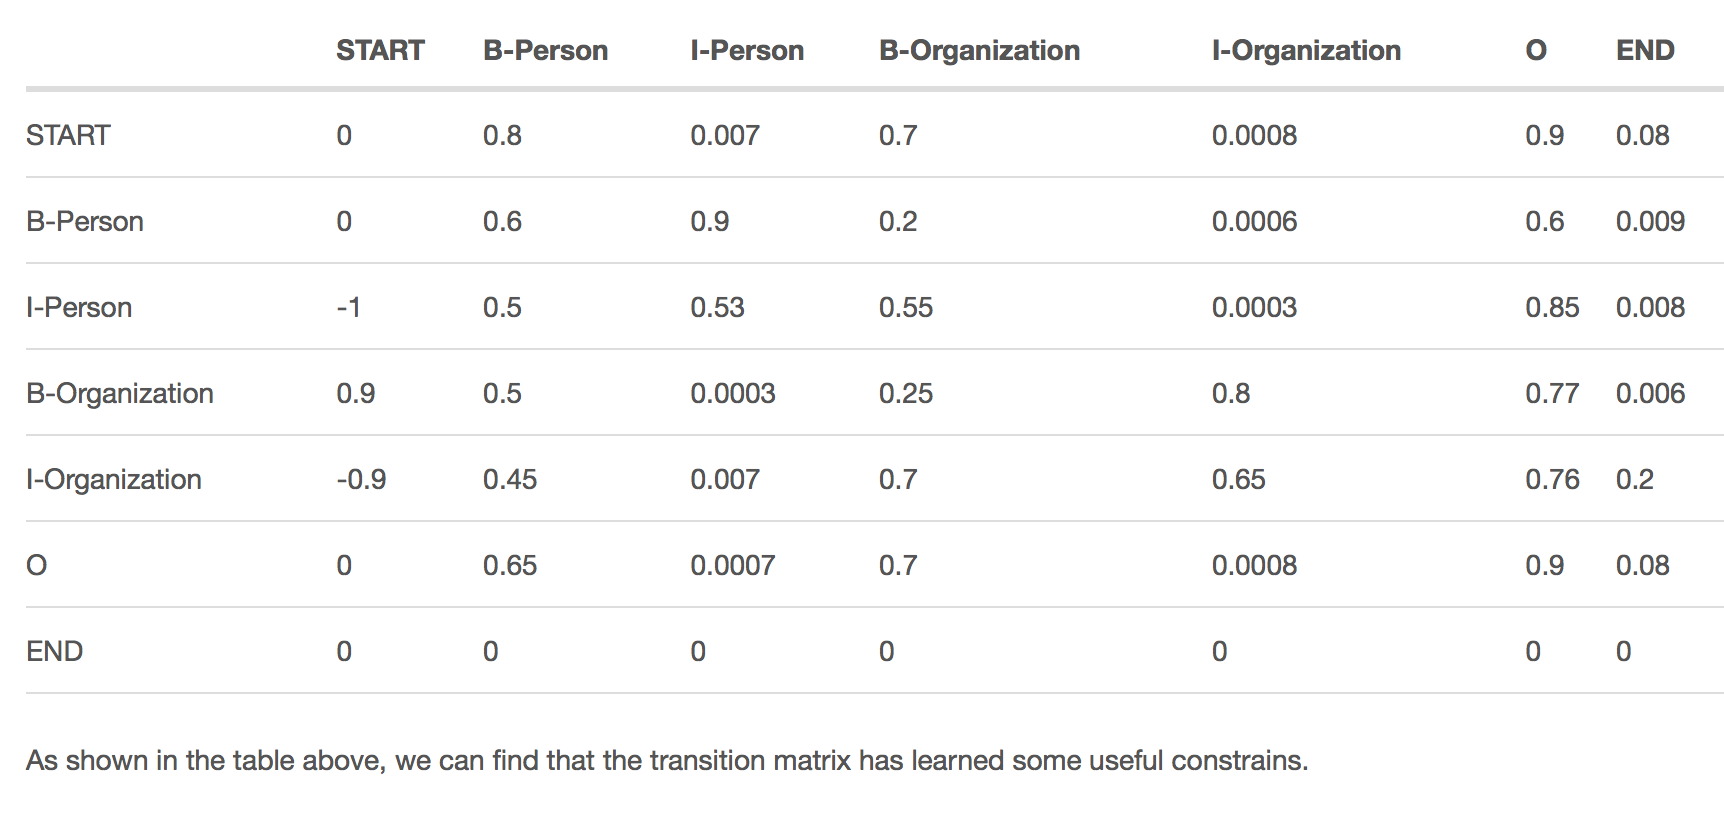 START B-Person I-Person B-Organization I-Organization O END
START 0 0.8 0.007 0.7 0.0008 0.9 0.08
B-Person 0 0.6 0.9 0.2 0.0006 0.6 0.009
I-Person -1 0.5 0.53 0.55 0.0003 0.85 0.008
B-Organization 0.9 0.5 0.0003 0.25 0.8 0.77 0.006
I-Organization -0.9 0.45 0.007 0.7 0.65 0.76 0.2
O 0 0.65 0.0007 0.7 0.0008 0.9 0.08
END 0 0 0 0 0 0 0
As shown in the table above, we can find that the transition matrix has learned some useful constrains.